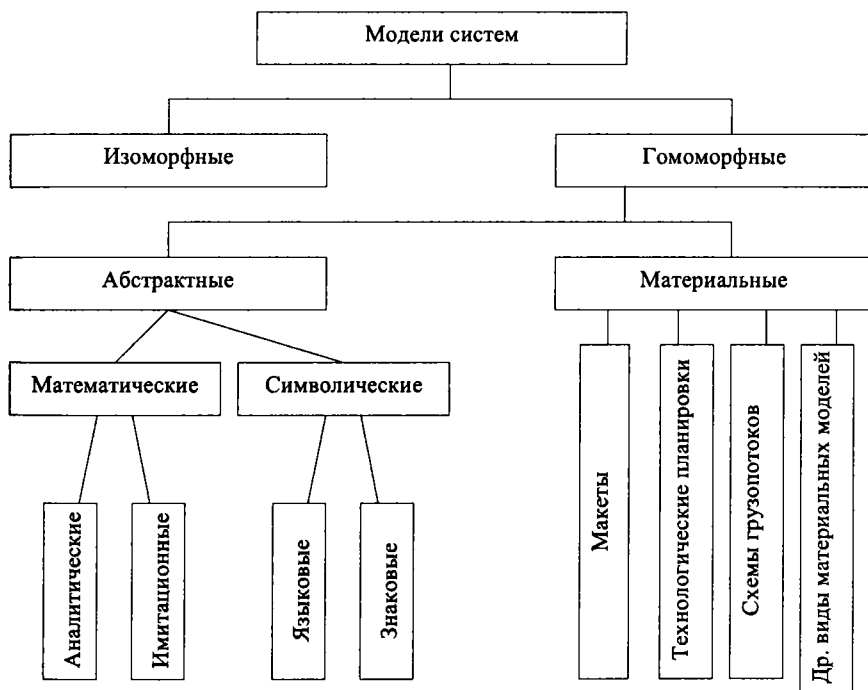 Модели систем
Изоморфные
Гомоморфные
Абстрактные
Материальные
Математические
Символические
Аналитические
Имитационные
Языковые
Знаковые
Макеты
Технологические планировки
Схемы грузопотоков
Др. виды материальных моделей